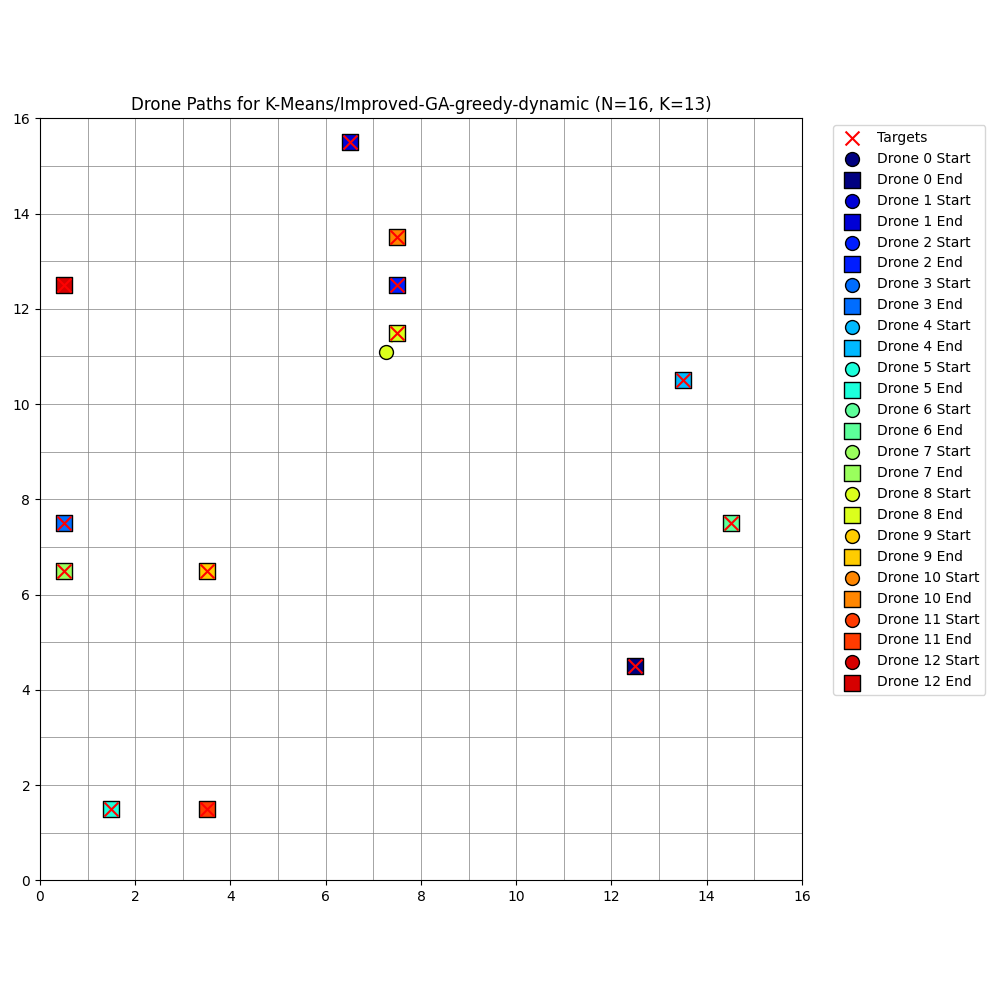 Drone Paths for K-Means/Improved-GA-greedy-dynamic (N=16, K=13)
16
14
12
10
8
6
4
2
0
0 2 4 6 8 10 12 14 16
Targets
Drone 0 Start
Drone 0 End
Drone 1 Start
Drone 1 End
Drone 2 Start
Drone 2 End
Drone 3 Start
Drone 3 End
Drone 4 Start
Drone 4 End
Drone 5 Start
Drone 5 End
Drone 6 Start
Drone 6 End
Drone 7 Start
Drone 7 End
Drone 8 Start
Drone 8 End
Drone 9 Start
Drone 9 End
Drone 10 Start
Drone 10 End
Drone 11 Start
Drone 11 End
Drone 12 Start
Drone 12 End